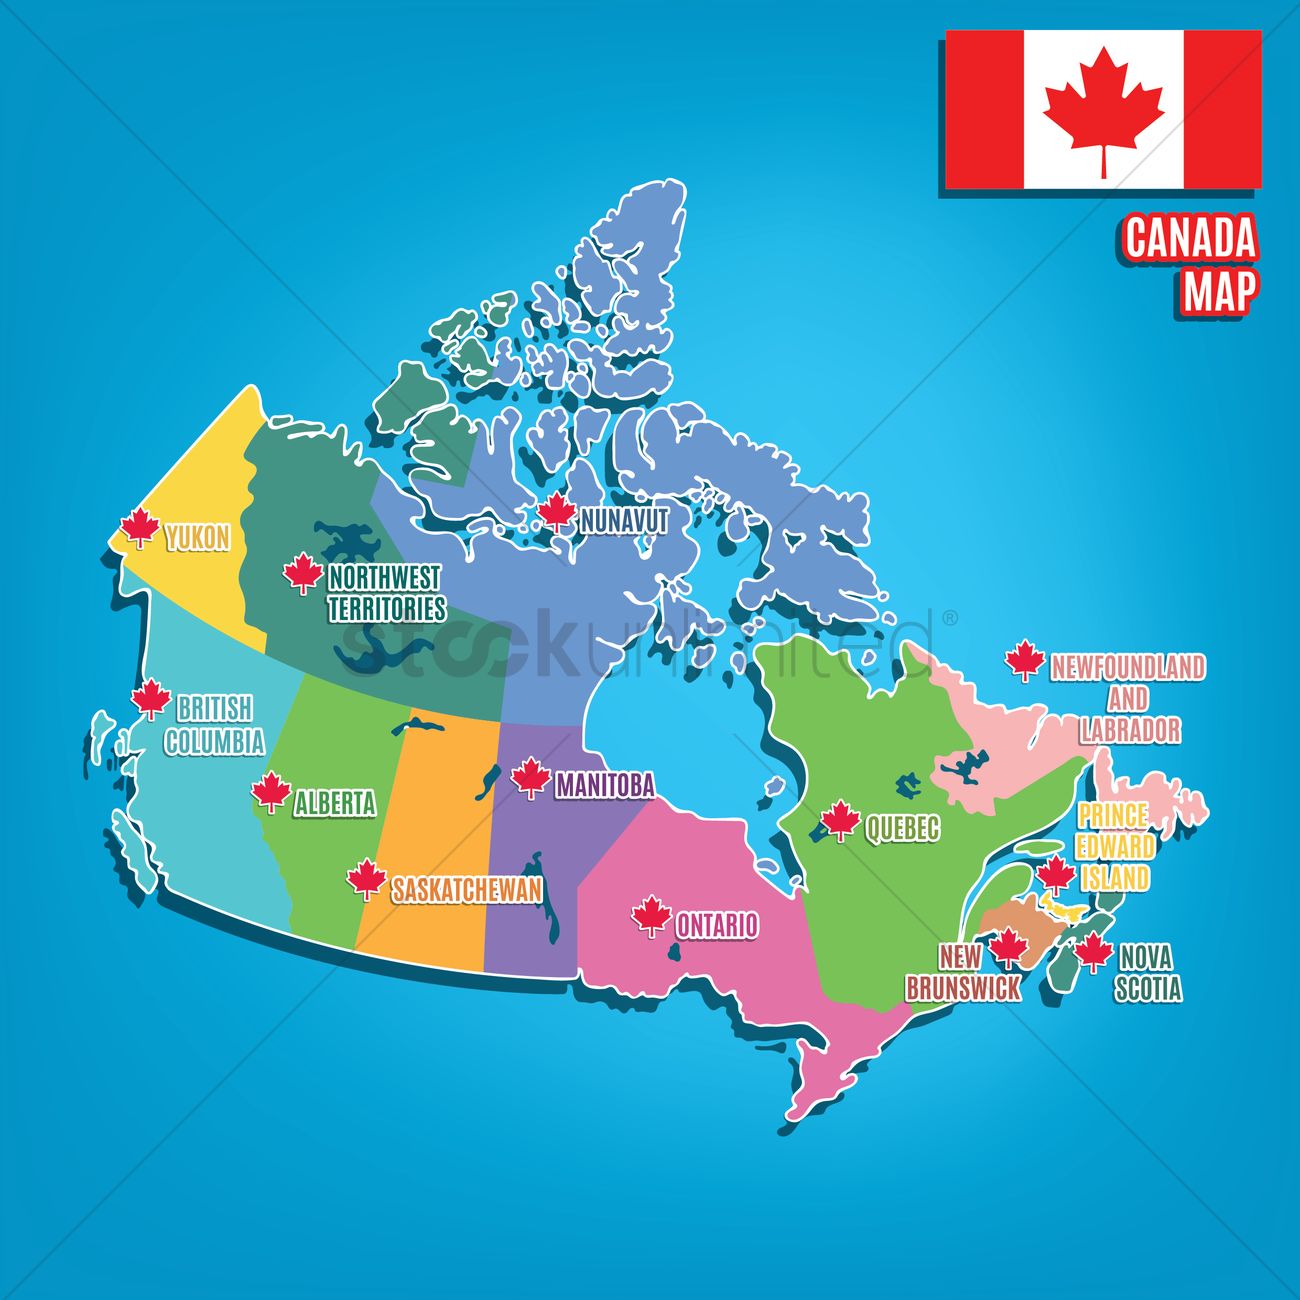 CANADA
MAP
YUKON
NUNAVUT
NORTHWEST
TERRITORIES
stockunlimited®
NEWFOUNDLAND
AND
LABRADOR
BRITISH
COLUMBIA
ALBERTA
MANITOBA
QUEBEC
PRINCE
EDWARD
ISLAND
SASKATCHEWAN
ONTARIO
NEW
BRUNSWICK
NOVA
SCOTIA